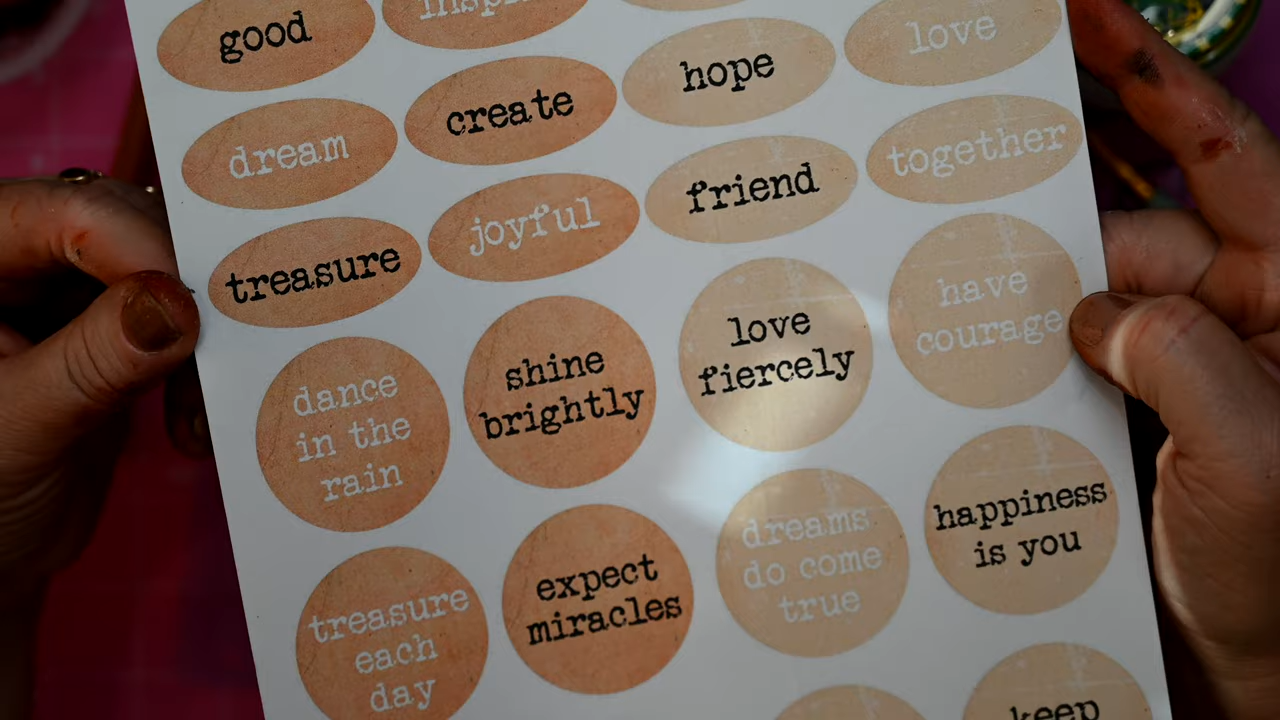 good
hope
love
dream
create
friend
together
treasure
joyful
love
fiercely
have
courage
dance
in the
rain
shine
brightly
dreams
do come
true
happiness
is you
treasure
each
day
expect
miracles
keep